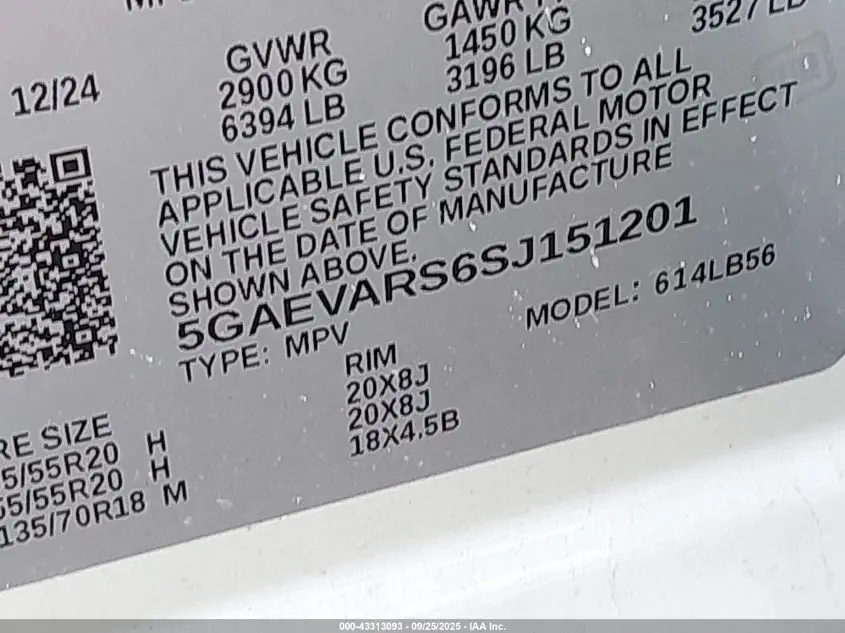 GVWR
GAWR
12/24
2900 KG
1450 KG
6394 LB
3196 LB
3527 LB
THIS VEHICLE CONFORMS TO ALL
APPLICABLE U.S. FEDERAL MOTOR
VEHICLE SAFETY STANDARDS IN EFFECT
ON THE DATE OF MANUFACTURE
SHOWN ABOVE.
5GAEVARS6SJ151201
TYPE: MPV
MODEL: 614LB56
RE SIZE
RIM
5/55R20 H
20X8J
55/55R20 H
20X8J
135/70R18 M
18X4.5B
000-43313093 - 09/25/2025 - IAA Inc.